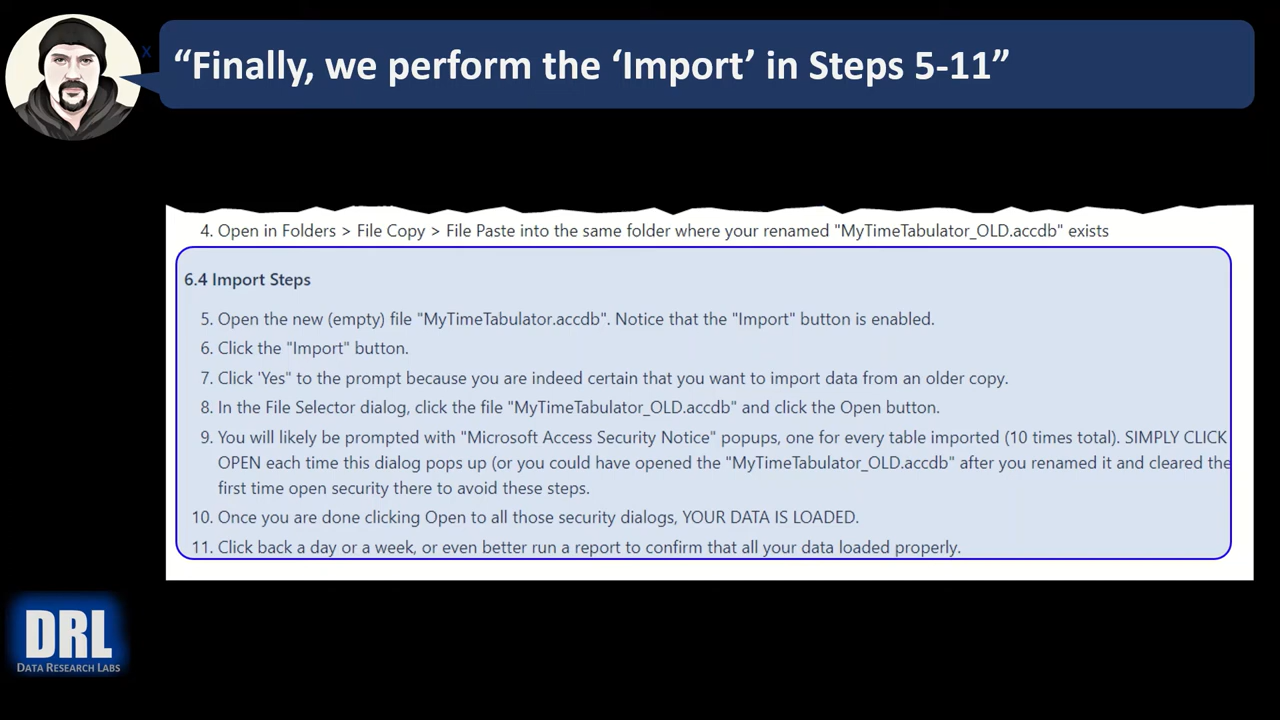 x
“Finally, we perform the ‘Import’ in Steps 5-11”
4. Open in Folders > File Copy > File Paste into the same folder where your renamed "MyTimeTabulator_OLD.accdb" exists
6.4 Import Steps
5. Open the new (empty) file "MyTimeTabulator.accdb". Notice that the "Import" button is enabled.
6. Click the "Import" button.
7. Click 'Yes" to the prompt because you are indeed certain that you want to import data from an older copy.
8. In the File Selector dialog, click the file "MyTimeTabulator_OLD.accdb" and click the Open button.
9. You will likely be prompted with "Microsoft Access Security Notice" popups, one for every table imported (10 times total). SIMPLY CLICK
OPEN each time this dialog pops up (or you could have opened the "MyTimeTabulator_OLD.accdb" after you renamed it and cleared the
first time open security there to avoid these steps.
10. Once you are done clicking Open to all those security dialogs, YOUR DATA IS LOADED.
11. Click back a day or a week, or even better run a report to confirm that all your data loaded properly.
DRL
DATA RESEARCH LABS